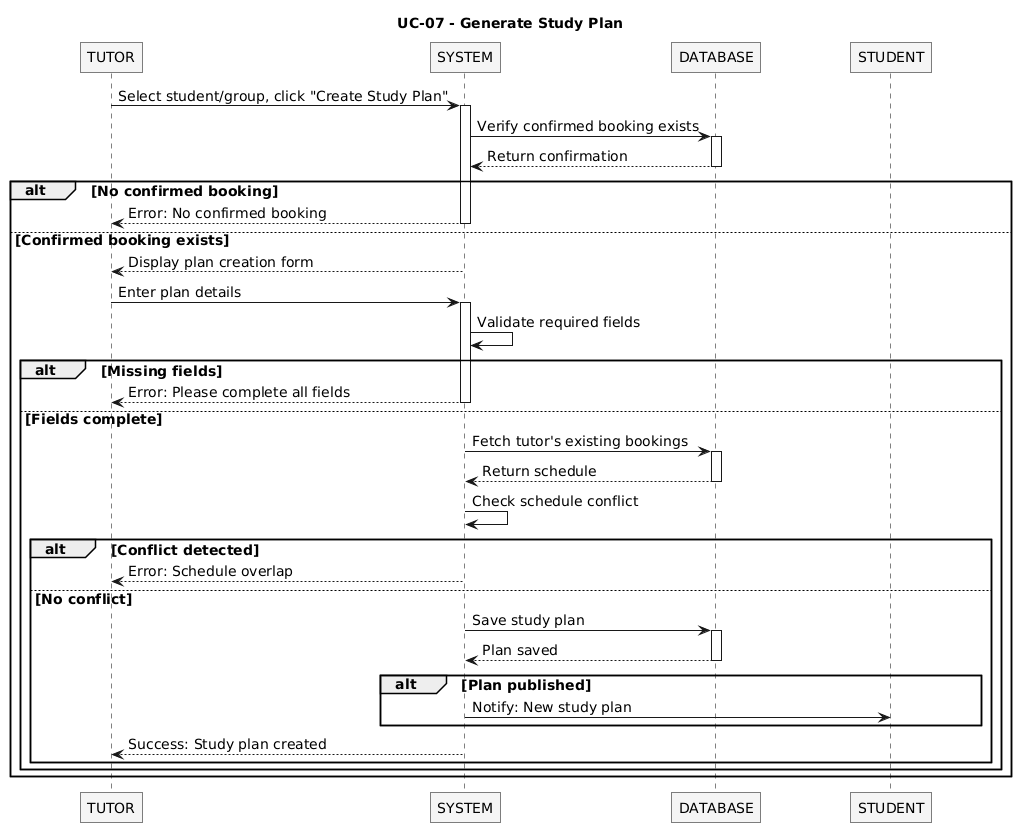 UC-07 - Generate Study Plan
TUTOR SYSTEM DATABASE STUDENT
Select student/group, click "Create Study Plan"
Verify confirmed booking exists
Return confirmation
alt [No confirmed booking]
Error: No confirmed booking
[Confirmed booking exists]
Display plan creation form
Enter plan details
Validate required fields
alt [Missing fields]
Error: Please complete all fields
[Fields complete]
Fetch tutor's existing bookings
Return schedule
Check schedule conflict
alt [Conflict detected]
Error: Schedule overlap
[No conflict]
Save study plan
Plan saved
alt [Plan published]
Notify: New study plan
Success: Study plan created
TUTOR SYSTEM DATABASE STUDENT